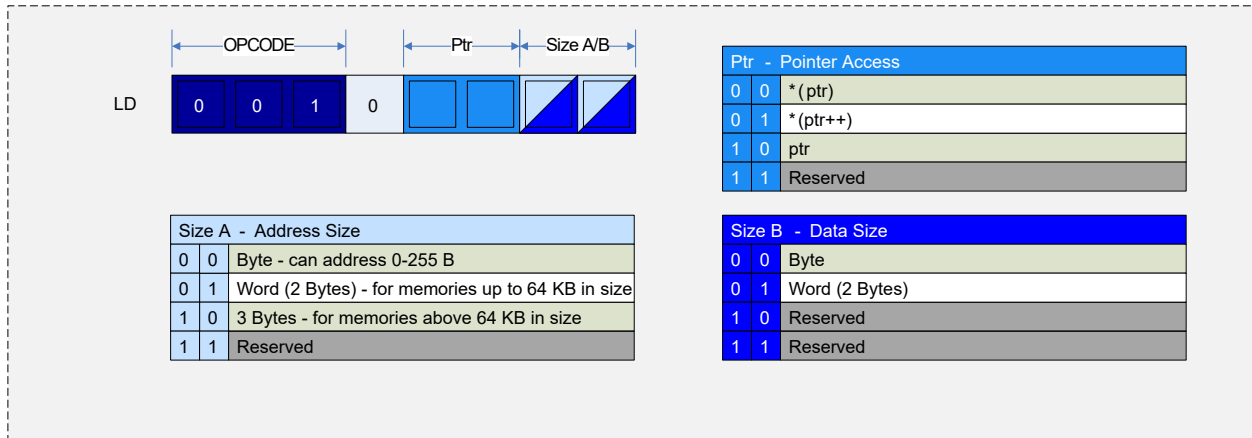 OPCODE Ptr Size A/B
LD 0 0 1 0
Ptr - Pointer Access
0 0 *(ptr)
0 1 *(ptr++)
1 0 ptr
1 1 Reserved
Size A - Address Size
0 0 Byte - can address 0-255 B
0 1 Word (2 Bytes) - for memories up to 64 KB in size
1 0 3 Bytes - for memories above 64 KB in size
1 1 Reserved
Size B - Data Size
0 0 Byte
0 1 Word (2 Bytes)
1 0 Reserved
1 1 Reserved